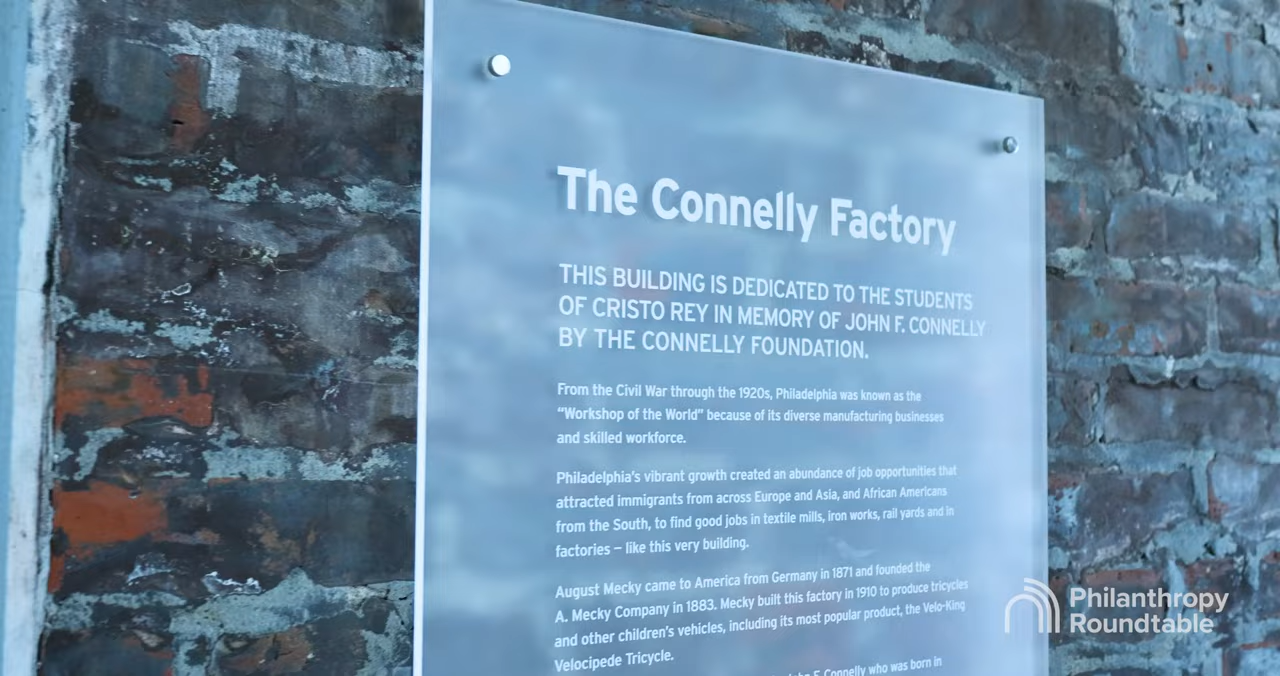 The Connelly Factory
THIS BUILDING IS DEDICATED TO THE STUDENTS
OF CRISTO REY IN MEMORY OF JOHN F. CONNELLY
BY THE CONNELLY FOUNDATION.
From the Civil War through the 1920s, Philadelphia was known as the
“Workshop of the World” because of its diverse manufacturing businesses
and skilled workforce.
Philadelphia's vibrant growth created an abundance of job opportunities that
attracted immigrants from across Europe and Asia, and African Americans
from the South, to find good jobs in textile mills, iron works, rail yards and in
factories – like this very building.
August Mecky came to America from Germany in 1871 and founded the
A. Mecky Company in 1883. Mecky built this factory in 1910 to produce tricycles
and other children's vehicles, including its most popular product, the Velo-King
Velocipede Tricycle.
John F. Connelly who was born in
Philanthropy
Roundtable